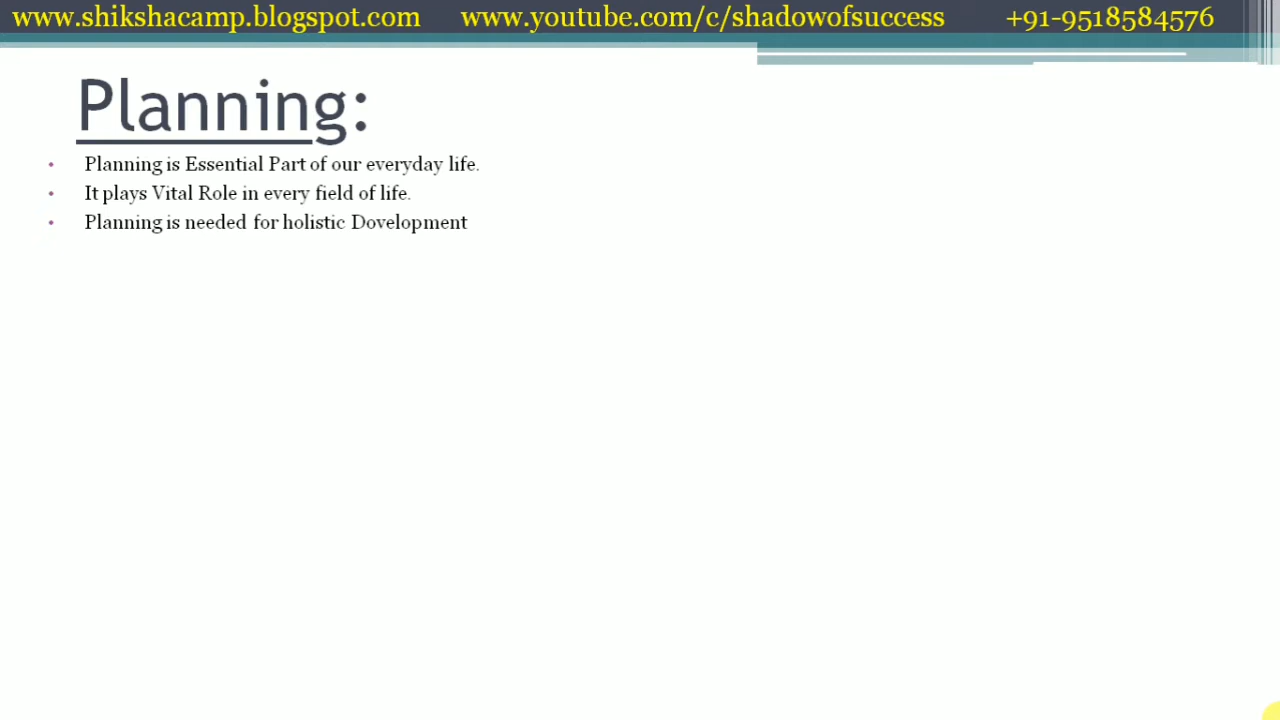 www.shikshacamp.blogspot.com www.youtube.com/c/shadowofsuccess +91-9518584576
Planning:
• Planning is Essential Part of our everyday life.
• It plays Vital Role in every field of life.
• Planning is needed for holistic Dovelopment